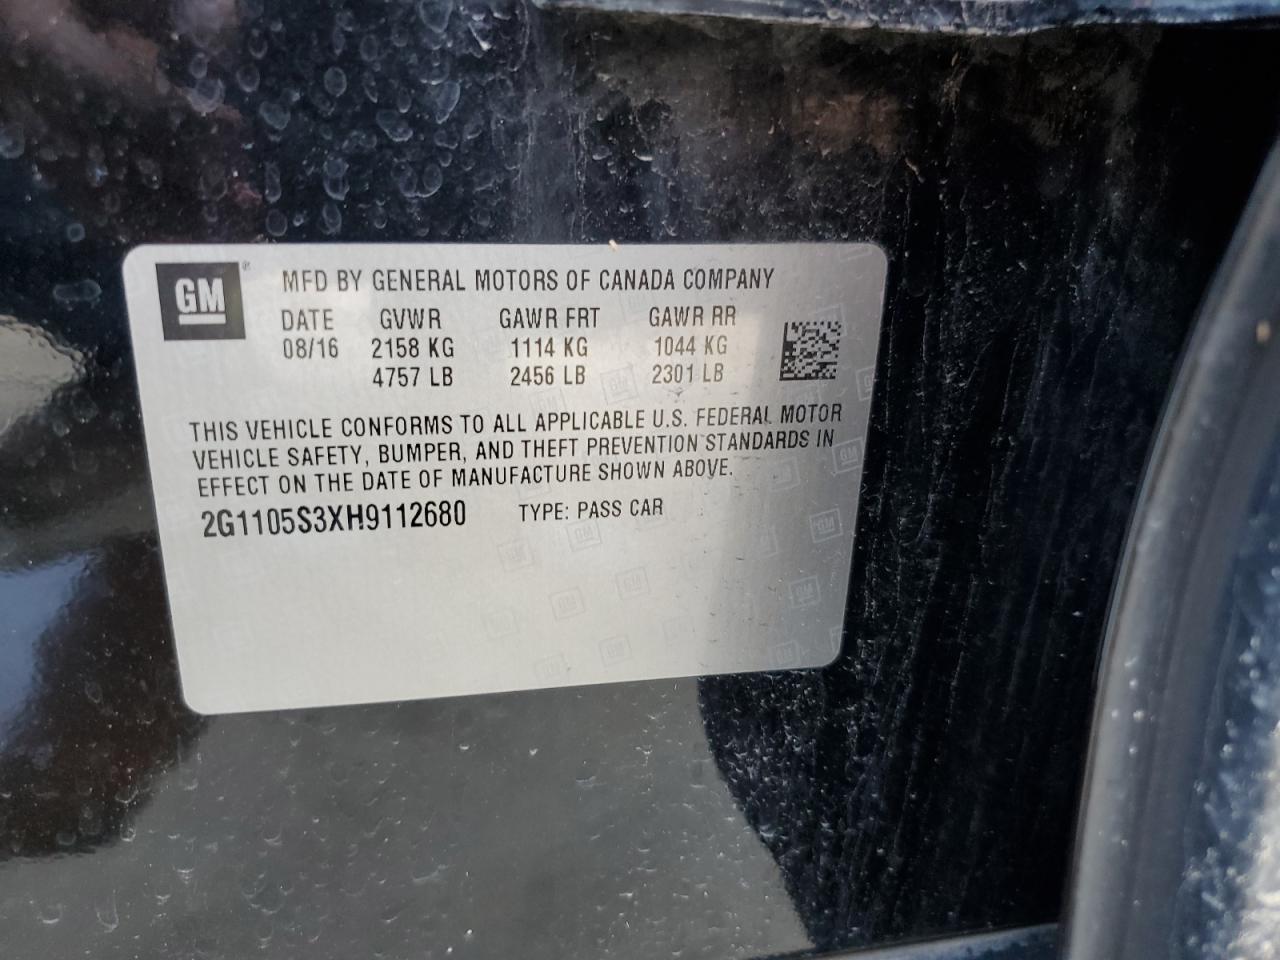 GM
MFD BY GENERAL MOTORS OF CANADA COMPANY
DATE GVWR GAWR FRT GAWR RR
08/16 2158 KG 1114 KG 1044 KG
4757 LB 2456 LB 2301 LB
THIS VEHICLE CONFORMS TO ALL APPLICABLE U.S. FEDERAL MOTOR
VEHICLE SAFETY, BUMPER, AND THEFT PREVENTION STANDARDS IN
EFFECT ON THE DATE OF MANUFACTURE SHOWN ABOVE.
2G1105S3XH9112680 TYPE: PASS CAR